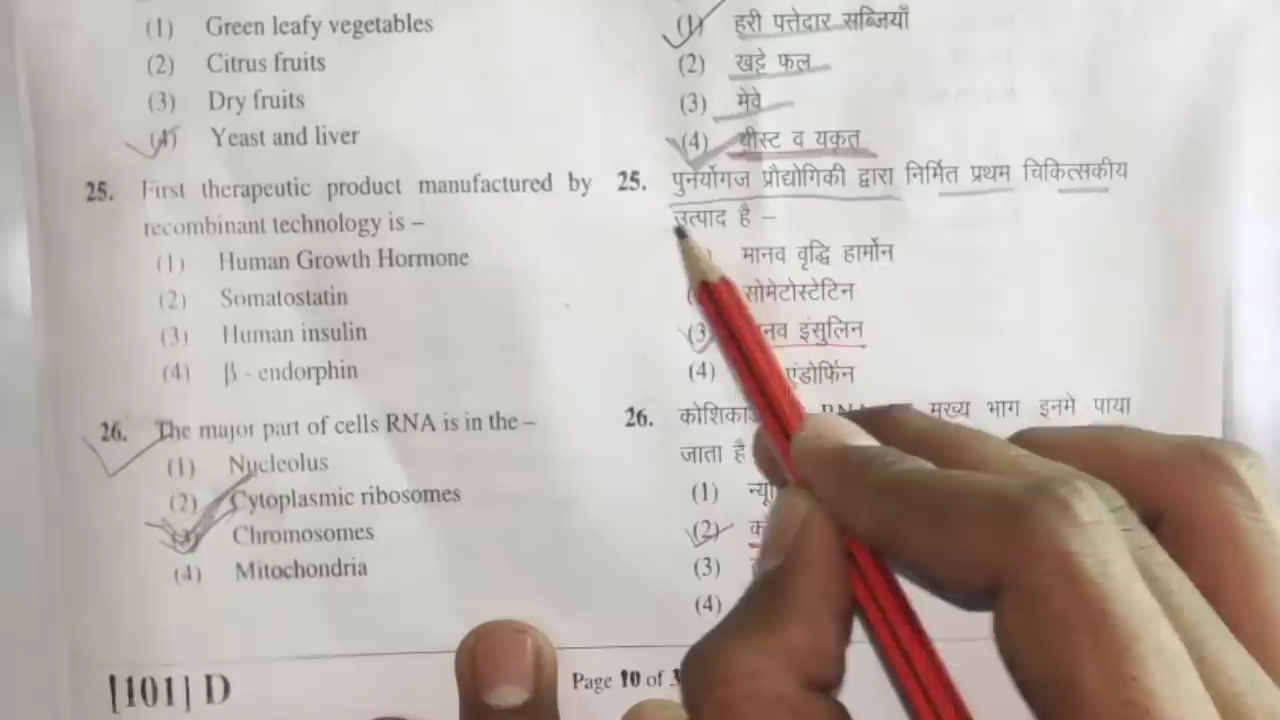 (1) Green leafy vegetables
(2) Citrus fruits
(3) Dry fruits
(4) Yeast and liver
25. First therapeutic product manufactured by
recombinant technology is –
(1) Human Growth Hormone
(2) Somatostatin
(3) Human insulin
(4) β - endorphin
26. The major part of cells RNA is in the –
(1) Nucleolus
(2) Cytoplasmic ribosomes
Chromosomes
(4) Mitochondria
[101] D
Page 10 of
(1) हरी पत्तेदार सब्जियाँ
(2) खट्टे फल
(3) मेवे
(4) यीस्ट व यकृत
25. पुनर्योगज प्रौद्योगिकी द्वारा निर्मित प्रथम चिकित्सकीय
उत्पाद है –
मानव वृद्धि हार्मोन
सोमेटोस्टेटिन
(3) इंसुलिन
(4) एंडोर्फिन
26. मुख्य भाग इनमे पाया
जाता है
(1)
(2)
(3)
(4)